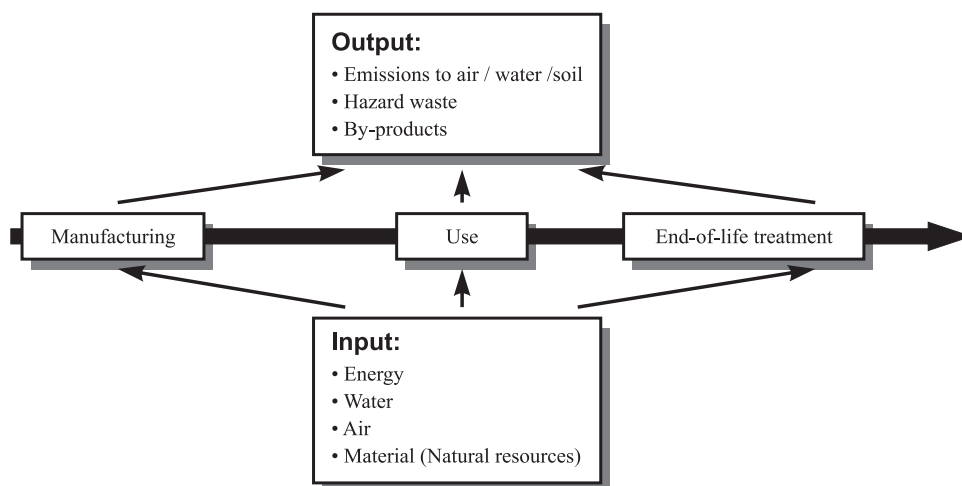 Output:
• Emissions to air / water /soil
• Hazard waste
• By-products
Manufacturing
Use
End-of-life treatment
Input:
• Energy
• Water
• Air
• Material (Natural resources)